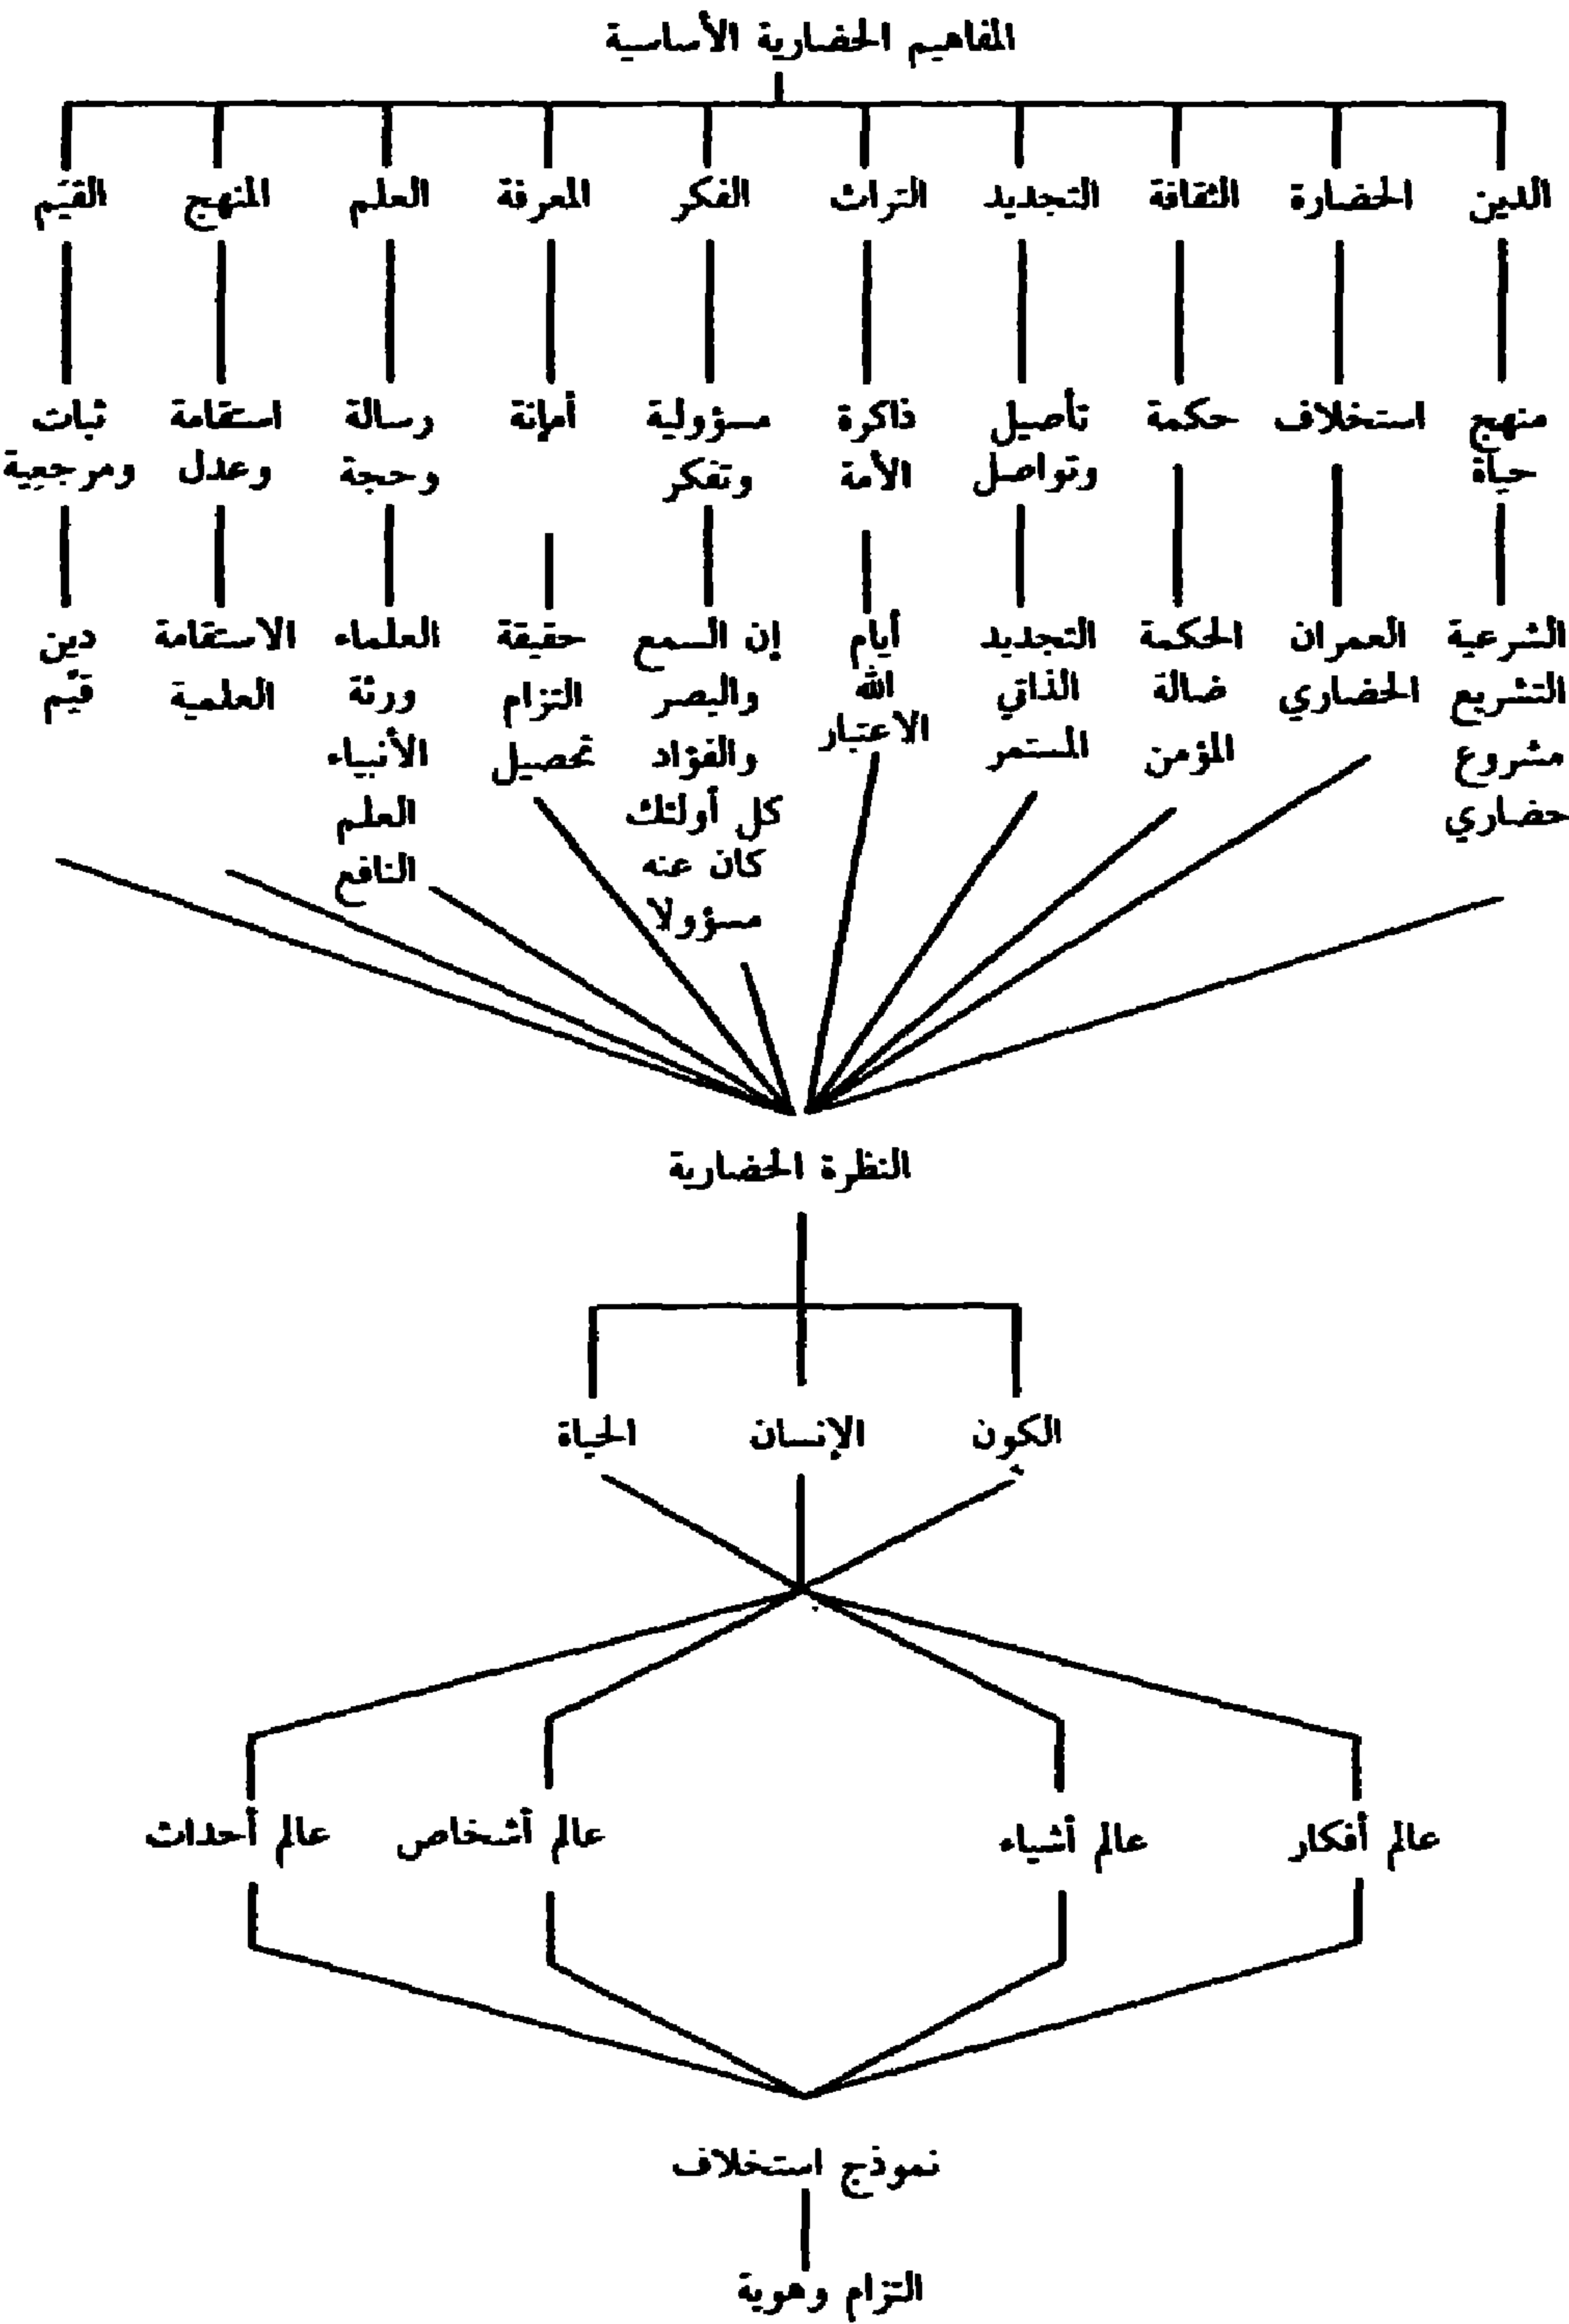 المفاهيم الحضارية الأساسية
الدين
الحضارة
الثقافة
التجديد
التراث
الفكر
المعرفة
العلم
المنهج
القيم
منهج
حياة
استخلاف
حكمة
تأصيل
وتواصل
ذاكرة
الأمة
مسؤولية
وتفكر
أمانة
رسالة
وحجة
استقامة
وعدل
ثبات
ومرجعية
الشرعية
التشريع
مشروع
حضاري
العمران
الحضاري
الحكمة
ضالة
المؤمن
التجديد
الذاتي
المستمر
أيام
الله
الاعتبار
إن السمع
والبصر
والفؤاد
كل أولئك
كان عنه
مسؤولا
حقيقة
التزام
تحصيل
العلماء
ورثة
الأنبياء
العلم
النافع
الاستقامة
العلمية
دين
قيّم
النظرة الحضارية
الكون
الإنسان
الحياة
عالم أفكار
عالم أشياء
عالم أشخاص
عالم أحداث
نموذج استخلاف
التزام وهوية